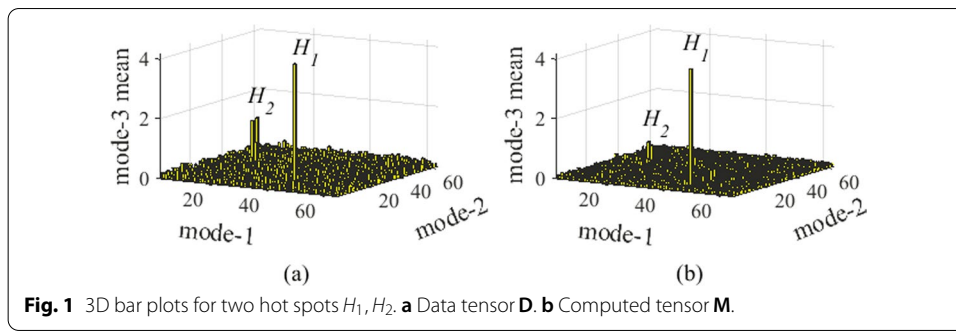 4
2
0
mode-3 mean
H₁
H₂
20
40
60
mode-1
20
40
60
mode-2
(a)
4
2
0
mode-3 mean
H₁
H₂
20
40
60
mode-1
20
40
60
mode-2
(b)
Fig. 1 3D bar plots for two hot spots H₁, H₂. a Data tensor D. b Computed tensor M.